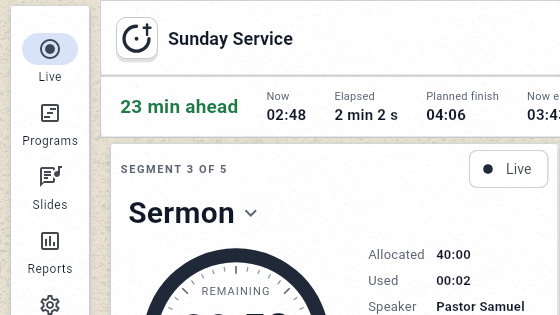 Sunday Service
Live
Programs
Slides
Reports
23 min ahead
Now
02:48
Elapsed
2 min 2 s
Planned finish
04:06
Now e
SEGMENT 3 OF 5
Live
Sermon
REMAINING
Allocated 40:00
Used 00:02
Speaker Pastor Samuel